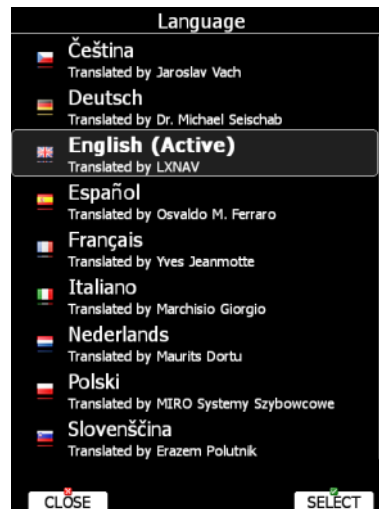 Language
Čeština
Translated by Jaroslav Vach
Deutsch
Translated by Dr. Michael Seischab
English (Active)
Translated by LXNAV
Español
Translated by Osvaldo M. Ferraro
Français
Translated by Yves Jeanmotte
Italiano
Translated by Marchisio Giorgio
Nederlands
Translated by Maurits Dortu
Polski
Translated by MIRO Systemy Szybowcowe
Slovenščina
Translated by Erazem Polutnik
CLOSE SELECT